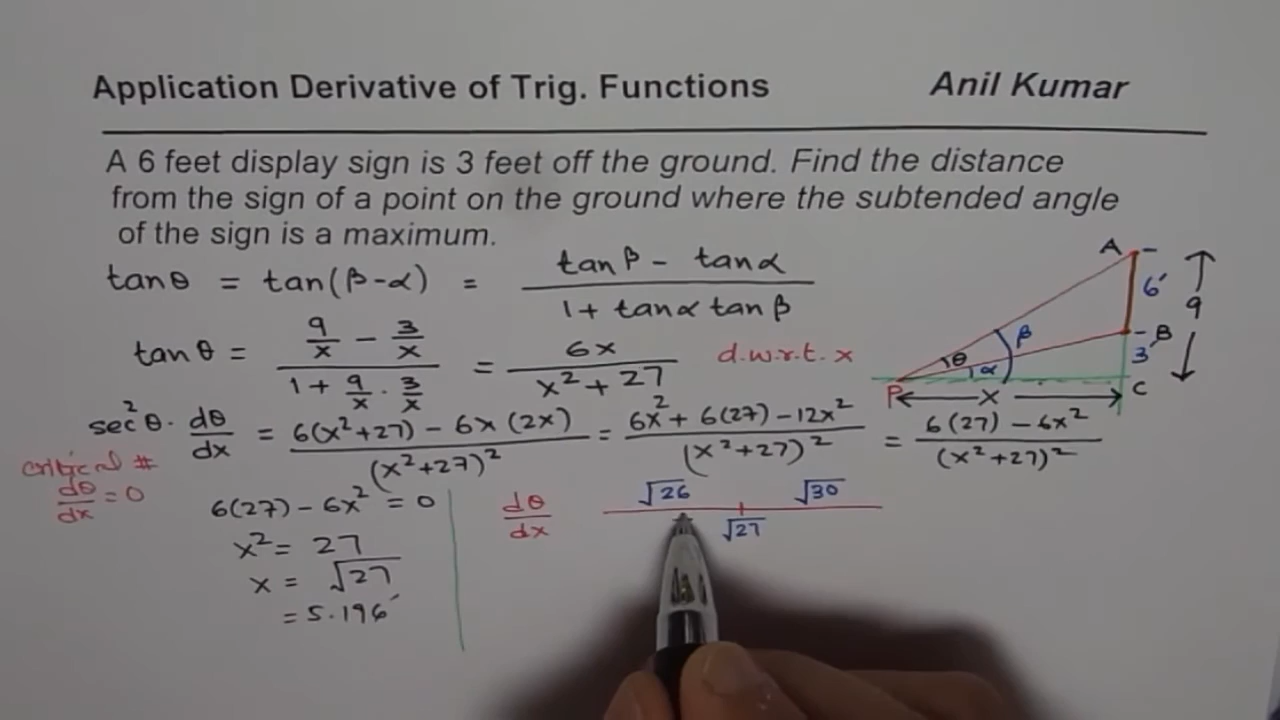 Application Derivative of Trig. Functions Anil Kumar
A 6 feet display sign is 3 feet off the ground. Find the distance
from the sign of a point on the ground where the subtended angle
of the sign is a maximum.
tanθ = tan(β-α) = (tanβ - tanα)/(1 + tanα tanβ)
tanθ = (9/x - 3/x)/(1 + 9/x · 3/x) = 6x/(x² + 27) d.w.r.t. x
sec²θ · dθ/dx = (6(x²+27) - 6x(2x))/(x²+27)² = (6x² + 6(27) - 12x²)/(x²+27)² = (6(27) - 6x²)/(x²+27)²
critical #
dθ/dx = 0
6(27) - 6x² = 0
x² = 27
x = √27
= 5.196′
dθ/dx √26 √30
√27
A
6′
9
B
3′
β
θ
α
P x C